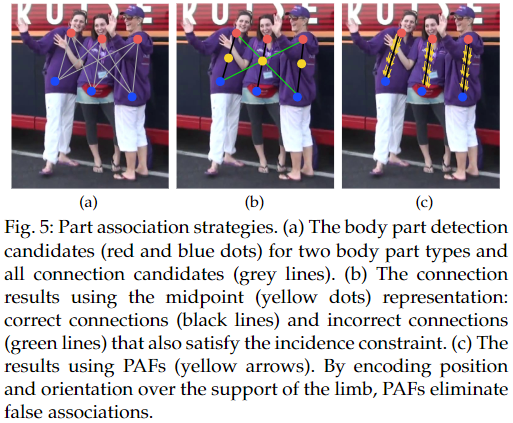 KU SE
(a)
(b)
(c)
Fig. 5: Part association strategies. (a) The body part detection
candidates (red and blue dots) for two body part types and
all connection candidates (grey lines). (b) The connection
results using the midpoint (yellow dots) representation:
correct connections (black lines) and incorrect connections
(green lines) that also satisfy the incidence constraint. (c) The
results using PAFs (yellow arrows). By encoding position
and orientation over the support of the limb, PAFs eliminate
false associations.